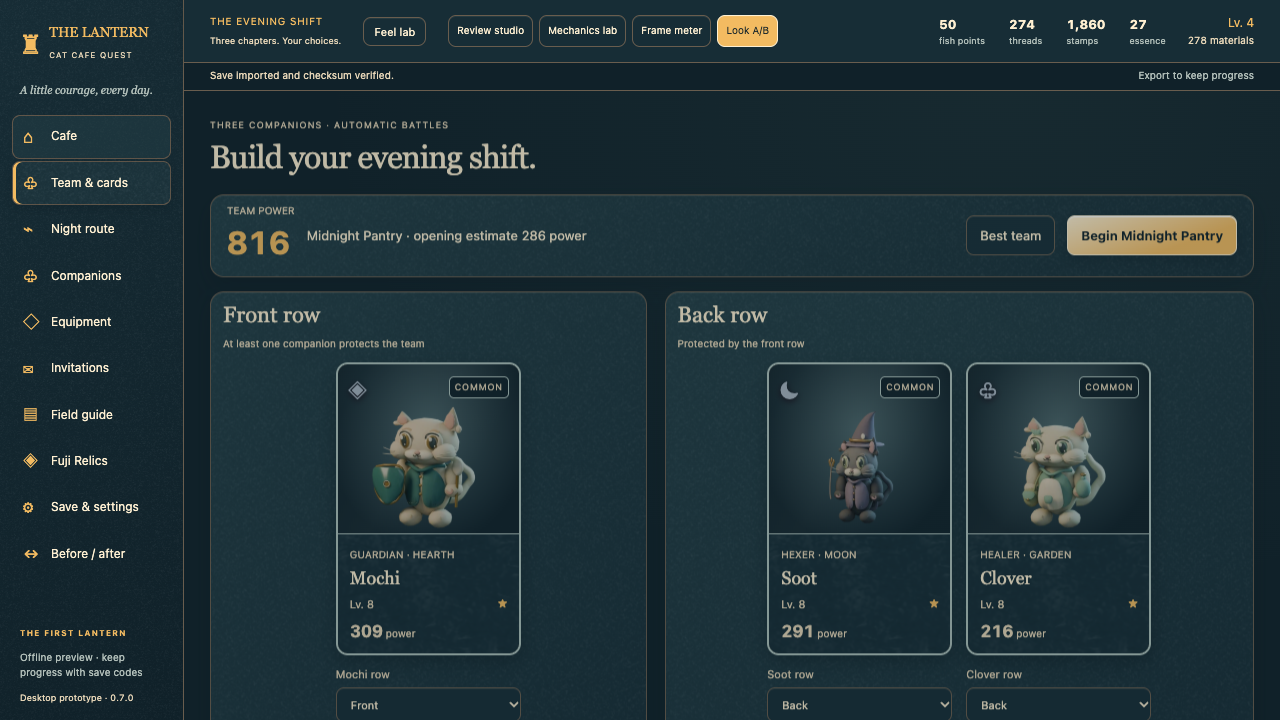 THE LANTERN
CAT CAFE QUEST
A little courage, every day.
Cafe
Team & cards
Night route
Companions
Equipment
Invitations
Field guide
Fuji Relics
Save & settings
Before / after
THE FIRST LANTERN
Offline preview · keep
progress with save codes
Desktop prototype · 0.7.0
THE EVENING SHIFT
Three chapters. Your choices.
Feel lab
Review studio
Mechanics lab
Frame meter
Look A/B
50
fish points
274
threads
1,860
stamps
27
essence
Lv. 4
278 materials
Save imported and checksum verified.
Export to keep progress
THREE COMPANIONS · AUTOMATIC BATTLES
Build your evening shift.
TEAM POWER
816
Midnight Pantry · opening estimate 286 power
Best team
Begin Midnight Pantry
Front row
At least one companion protects the team
COMMON
GUARDIAN · HEARTH
Mochi
Lv. 8
309 power
Mochi row
Front
Back row
Protected by the front row
COMMON
HEXER · MOON
Soot
Lv. 8
291 power
Soot row
Back
COMMON
HEALER · GARDEN
Clover
Lv. 8
216 power
Clover row
Back